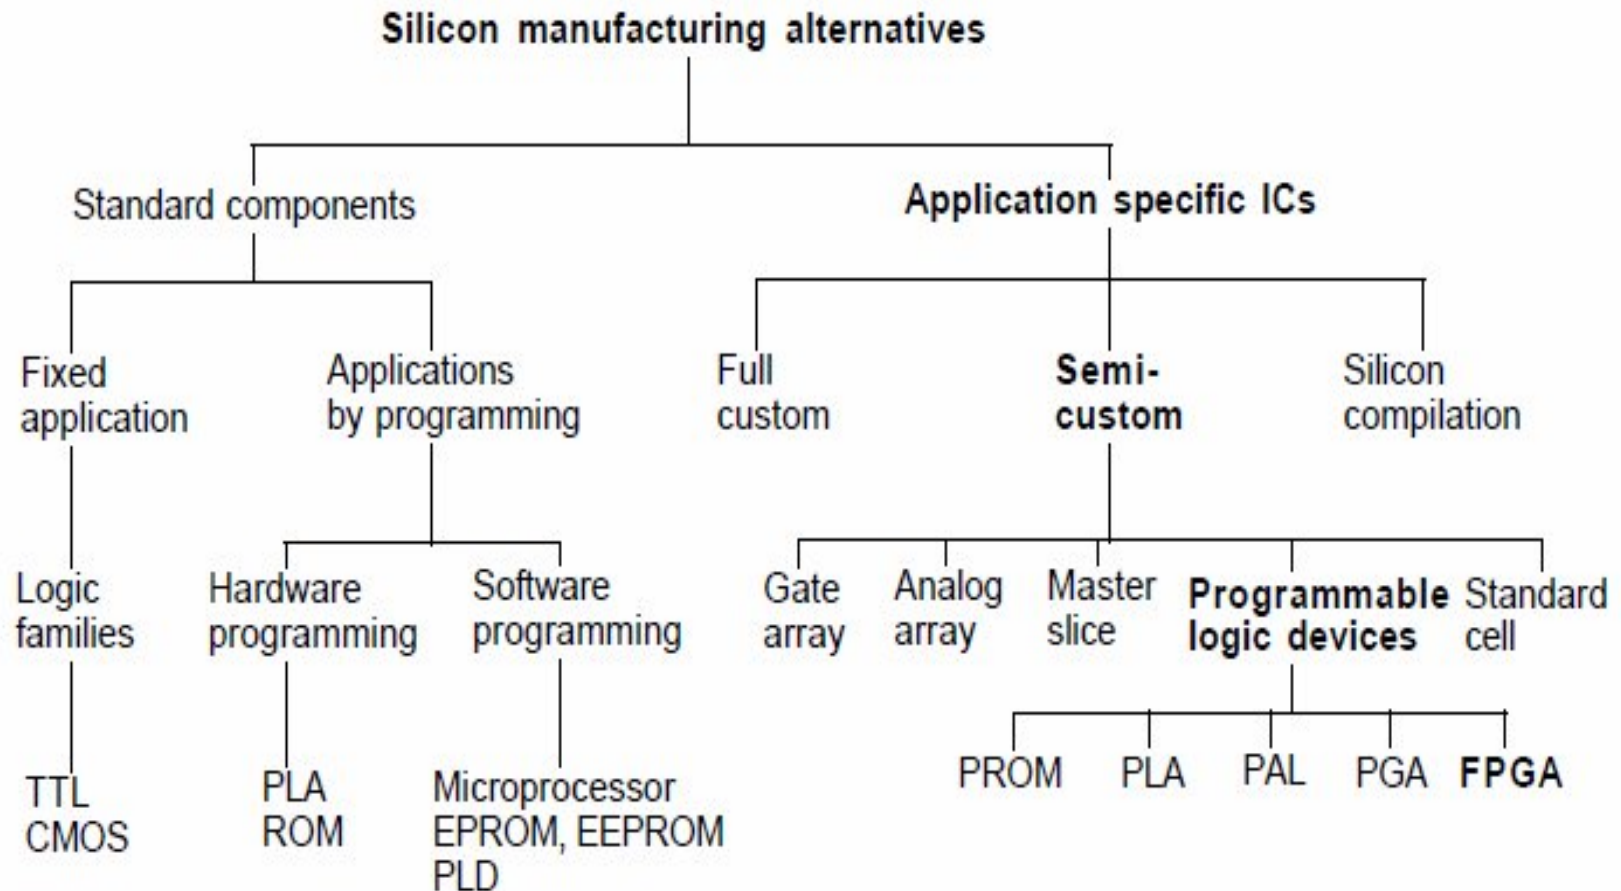 Silicon manufacturing alternatives
Standard components
Application specific ICs
Fixed
application
Applications
by programming
Full
custom
Semi-
custom
Silicon
compilation
Logic
families
Hardware
programming
Software
programming
Gate
array
Analog
array
Master
slice
Programmable
logic devices
Standard
cell
TTL
CMOS
PLA
ROM
Microprocessor
EPROM, EEPROM
PLD
PROM
PLA
PAL
PGA
FPGA